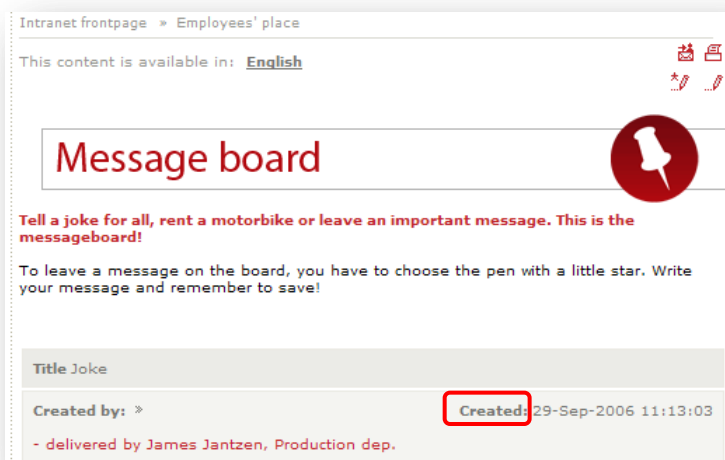 Intranet frontpage » Employees' place
This content is available in: English
Message board
Tell a joke for all, rent a motorbike or leave an important message. This is the
messageboard!
To leave a message on the board, you have to choose the pen with a little star. Write
your message and remember to save!
Title Joke
Created by: » Created: 29-Sep-2006 11:13:03
- delivered by James Jantzen, Production dep.